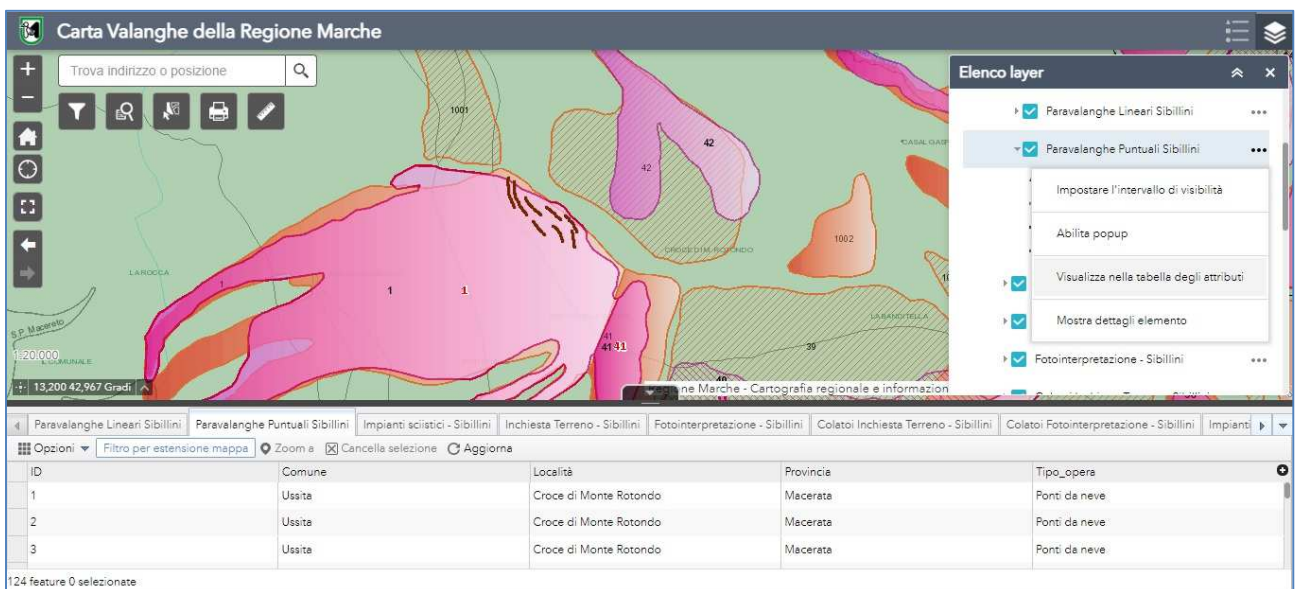 Carta Valanghe della Regione Marche
Trova indirizzo o posizione
Elenco layer
Paravalanghe Lineari Sibillini
Paravalanghe Puntuali Sibillini
Impostare l'intervallo di visibilità
Abilita popup
Visualizza nella tabella degli attributi
Mostra dettagli elemento
Fotointerpretazione - Sibillini
1001
42
42
CROCE DI M. ROTONDO
1002
LA ROCCA
1
1
1
LA BANDITELLA
S.P. Macereto
41
41 41
39
1:20.000
13,200 42,967 Gradi
Marche - Cartografia regionale e informazion
Paravalanghe Lineari Sibillini Paravalanghe Puntuali Sibillini Impianti sciistici - Sibillini Inchiesta Terreno - Sibillini Fotointerpretazione - Sibillini Colatoi Inchiesta Terreno - Sibillini Colatoi Fotointerpretazione - Sibillini Impianti
Opzioni Filtro per estensione mappa Zoom a Cancella selezione Aggiorna
ID Comune Località Provincia Tipo_opera
1 Ussita Croce di Monte Rotondo Macerata Ponti da neve
2 Ussita Croce di Monte Rotondo Macerata Ponti da neve
3 Ussita Croce di Monte Rotondo Macerata Ponti da neve
124 feature 0 selezionate